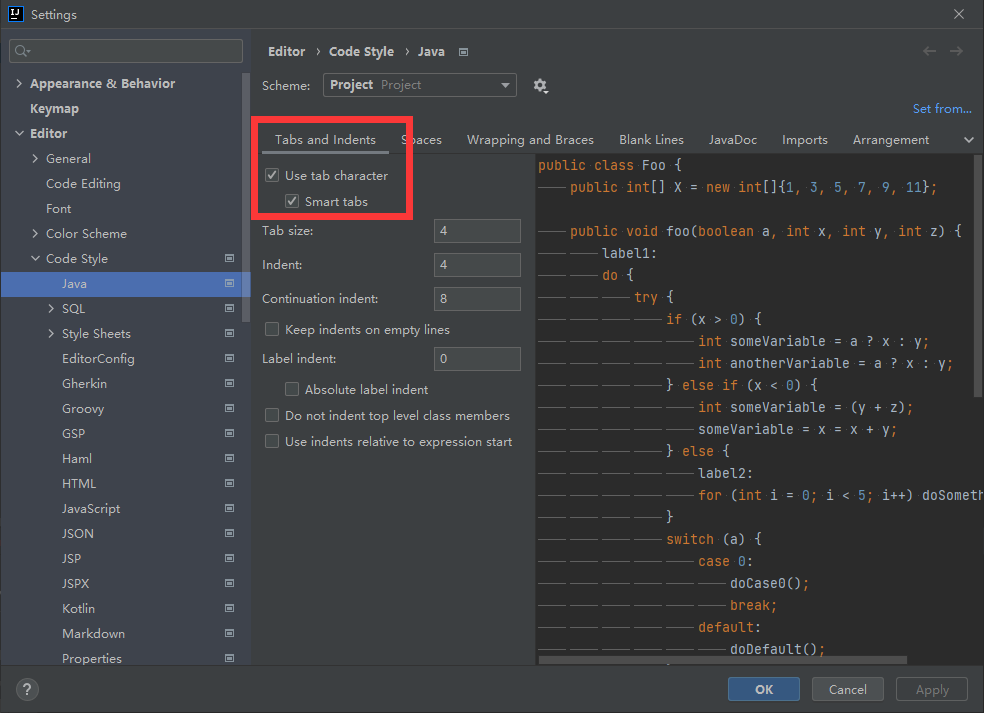 IJ
Settings
Editor › Code Style › Java
Scheme: Project Project
Set from...
Appearance & Behavior
Keymap
Editor
General
Code Editing
Font
Color Scheme
Code Style
Java
SQL
Style Sheets
EditorConfig
Gherkin
Groovy
GSP
Haml
HTML
JavaScript
JSON
JSP
JSPX
Kotlin
Markdown
Properties
Tabs and Indents Spaces Wrapping and Braces Blank Lines JavaDoc Imports Arrangement
Use tab character
Smart tabs
Tab size: 4
Indent: 4
Continuation indent: 8
Keep indents on empty lines
Label indent: 0
Absolute label indent
Do not indent top level class members
Use indents relative to expression start
public class Foo {
public int[] X = new int[]{1, 3, 5, 7, 9, 11};
public void foo(boolean a, int x, int y, int z) {
label1:
do {
try {
if (x > 0) {
int someVariable = a ? x : y;
int anotherVariable = a ? x : y;
} else if (x < 0) {
int someVariable = (y + z);
someVariable = x = x + y;
} else {
label2:
for (int i = 0; i < 5; i++) doSometh
}
switch (a) {
case 0:
doCase0();
break;
default:
doDefault();
?
OK Cancel Apply